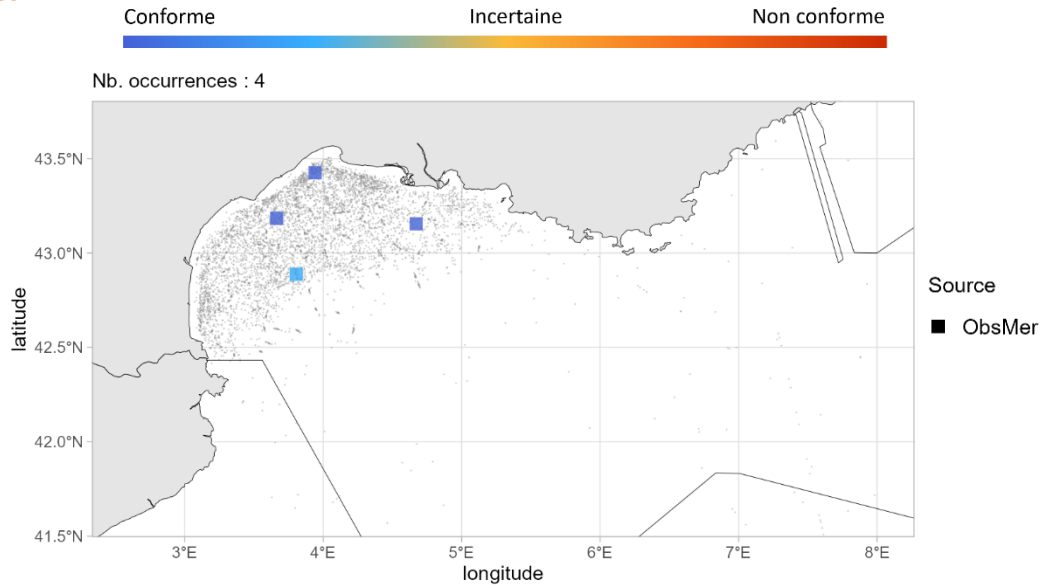 Conforme Incertaine Non conforme
Nb. occurrences : 4
43.5°N
43.0°N
42.5°N
42.0°N
41.5°N
latitude
3°E 4°E 5°E 6°E 7°E 8°E
longitude
Source
ObsMer